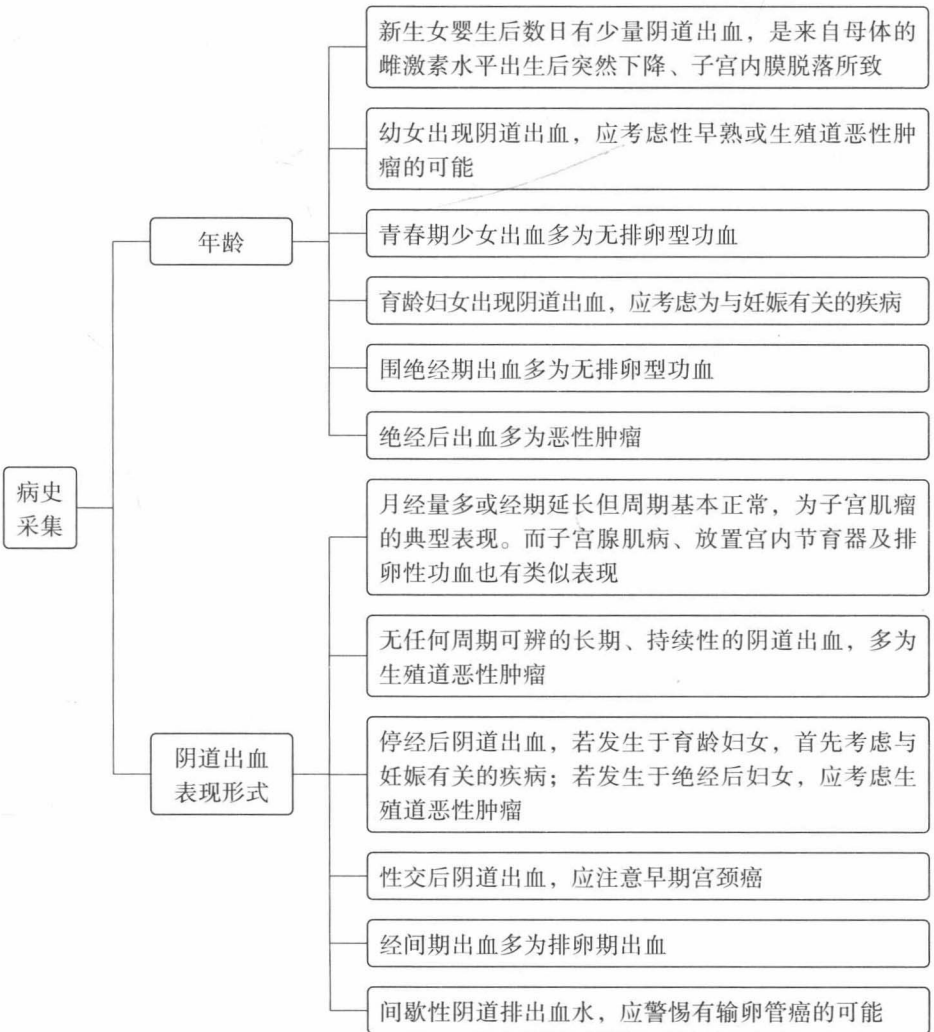 新生女婴生后数日有少量阴道出血，是来自母体的
雌激素水平出生后突然下降、子宫内膜脱落所致
幼女出现阴道出血，应考虑性早熟或生殖道恶性肿
瘤的可能
年龄
青春期少女出血多为无排卵型功血
育龄妇女出现阴道出血，应考虑为与妊娠有关的疾病
围绝经期出血多为无排卵型功血
绝经后出血多为恶性肿瘤
病史
采集
月经量多或经期延长但周期基本正常，为子宫肌瘤
的典型表现。而子宫腺肌病、放置宫内节育器及排
卵性功血也有类似表现
无任何周期可辨的长期、持续性的阴道出血，多为
生殖道恶性肿瘤
阴道出血
表现形式
停经后阴道出血，若发生于育龄妇女，首先考虑与
妊娠有关的疾病；若发生于绝经后妇女，应考虑生
殖道恶性肿瘤
性交后阴道出血，应注意早期宫颈癌
经间期出血多为排卵期出血
间歇性阴道排出血水，应警惕有输卵管癌的可能